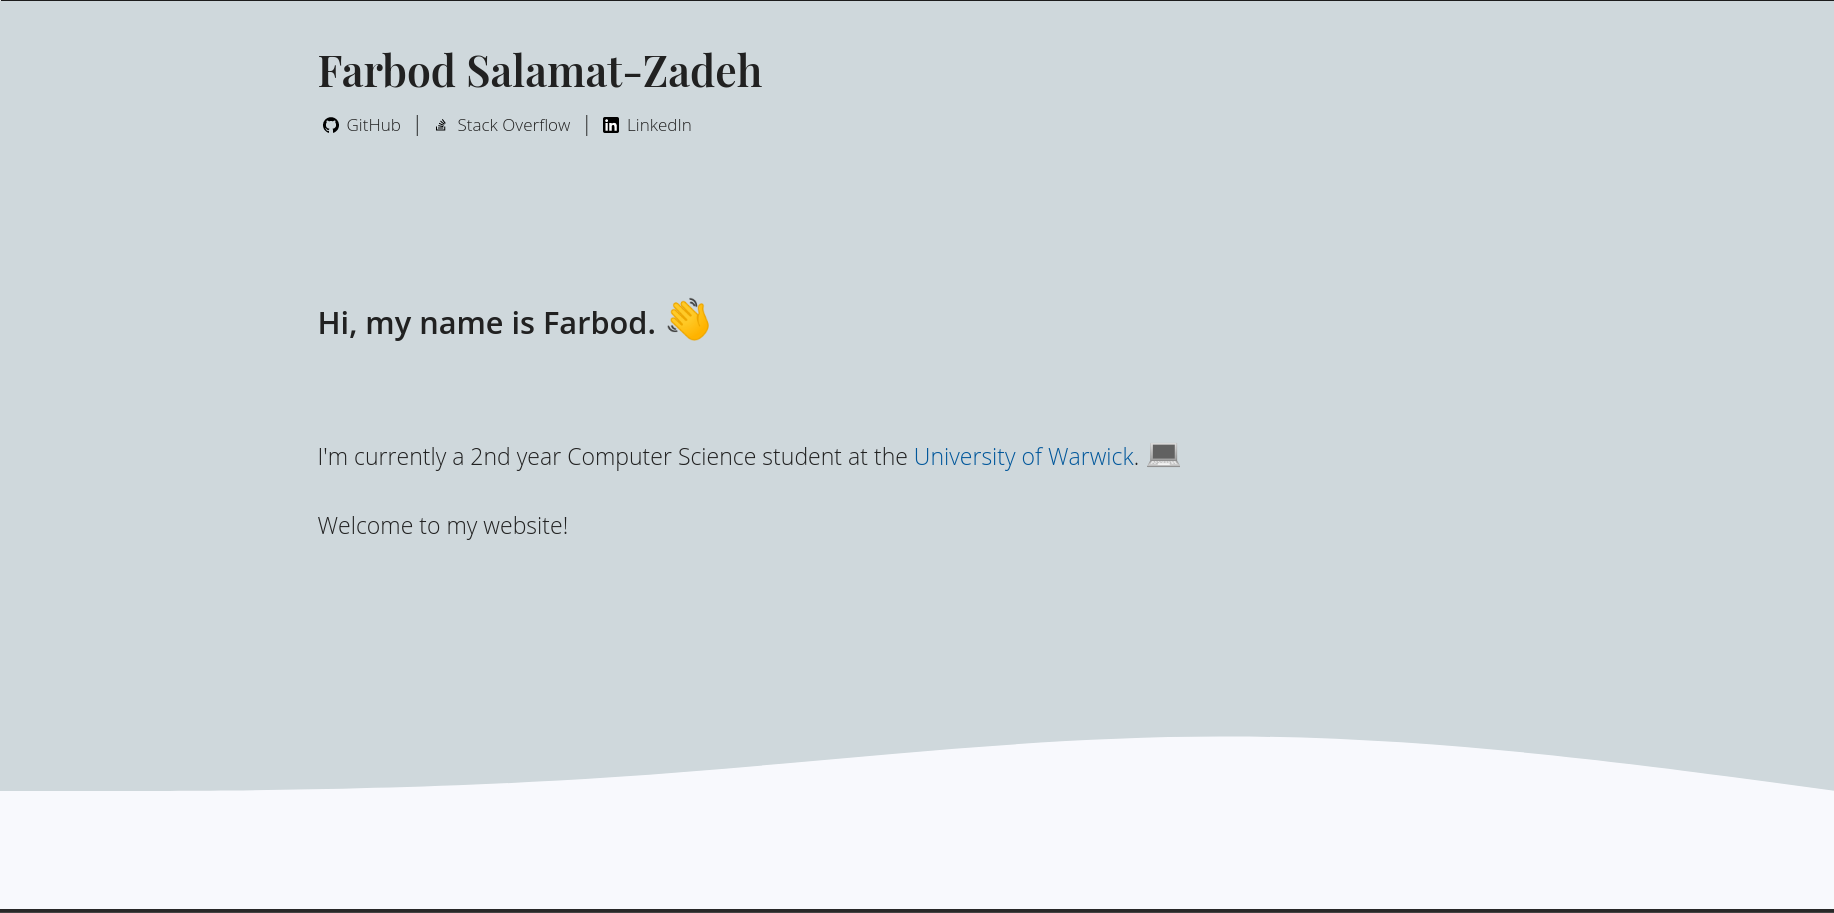 Farbod Salamat-Zadeh
GitHub | Stack Overflow | LinkedIn
Hi, my name is Farbod. 👋
I'm currently a 2nd year Computer Science student at the University of Warwick. 💻
Welcome to my website!